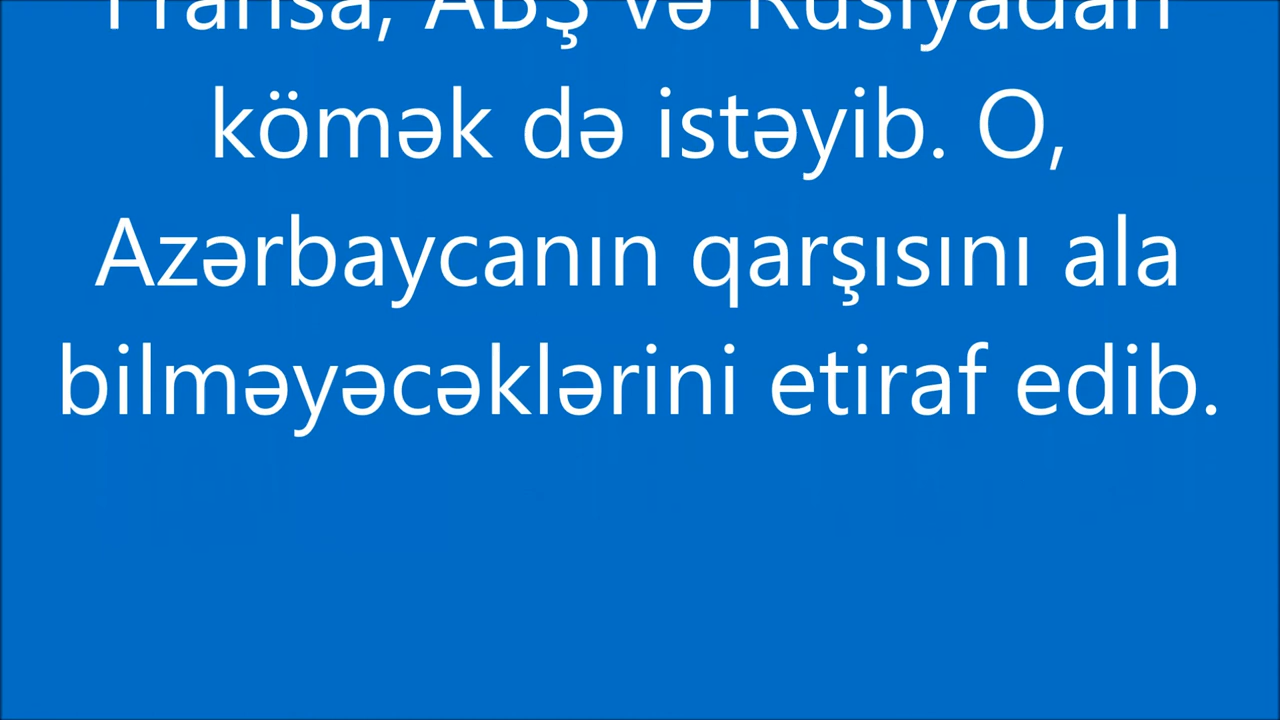 Fransa, ABŞ və Rusiyadan
kömək də istəyib. O,
Azərbaycanın qarşısını ala
bilməyəcəklərini etiraf edib.